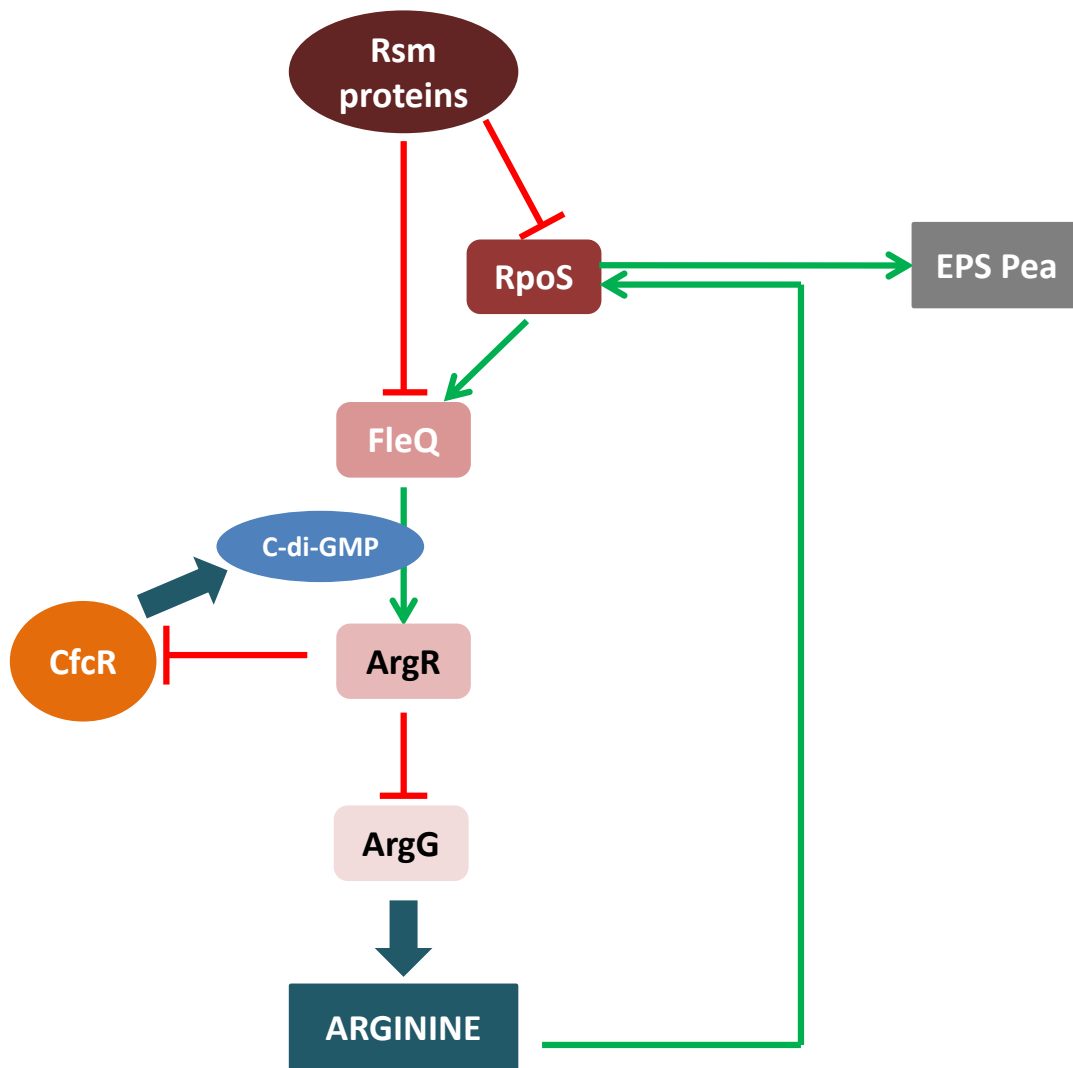 Rsm
proteins
RpoS
EPS Pea
FleQ
C-di-GMP
CfcR
ArgR
ArgG
ARGININE